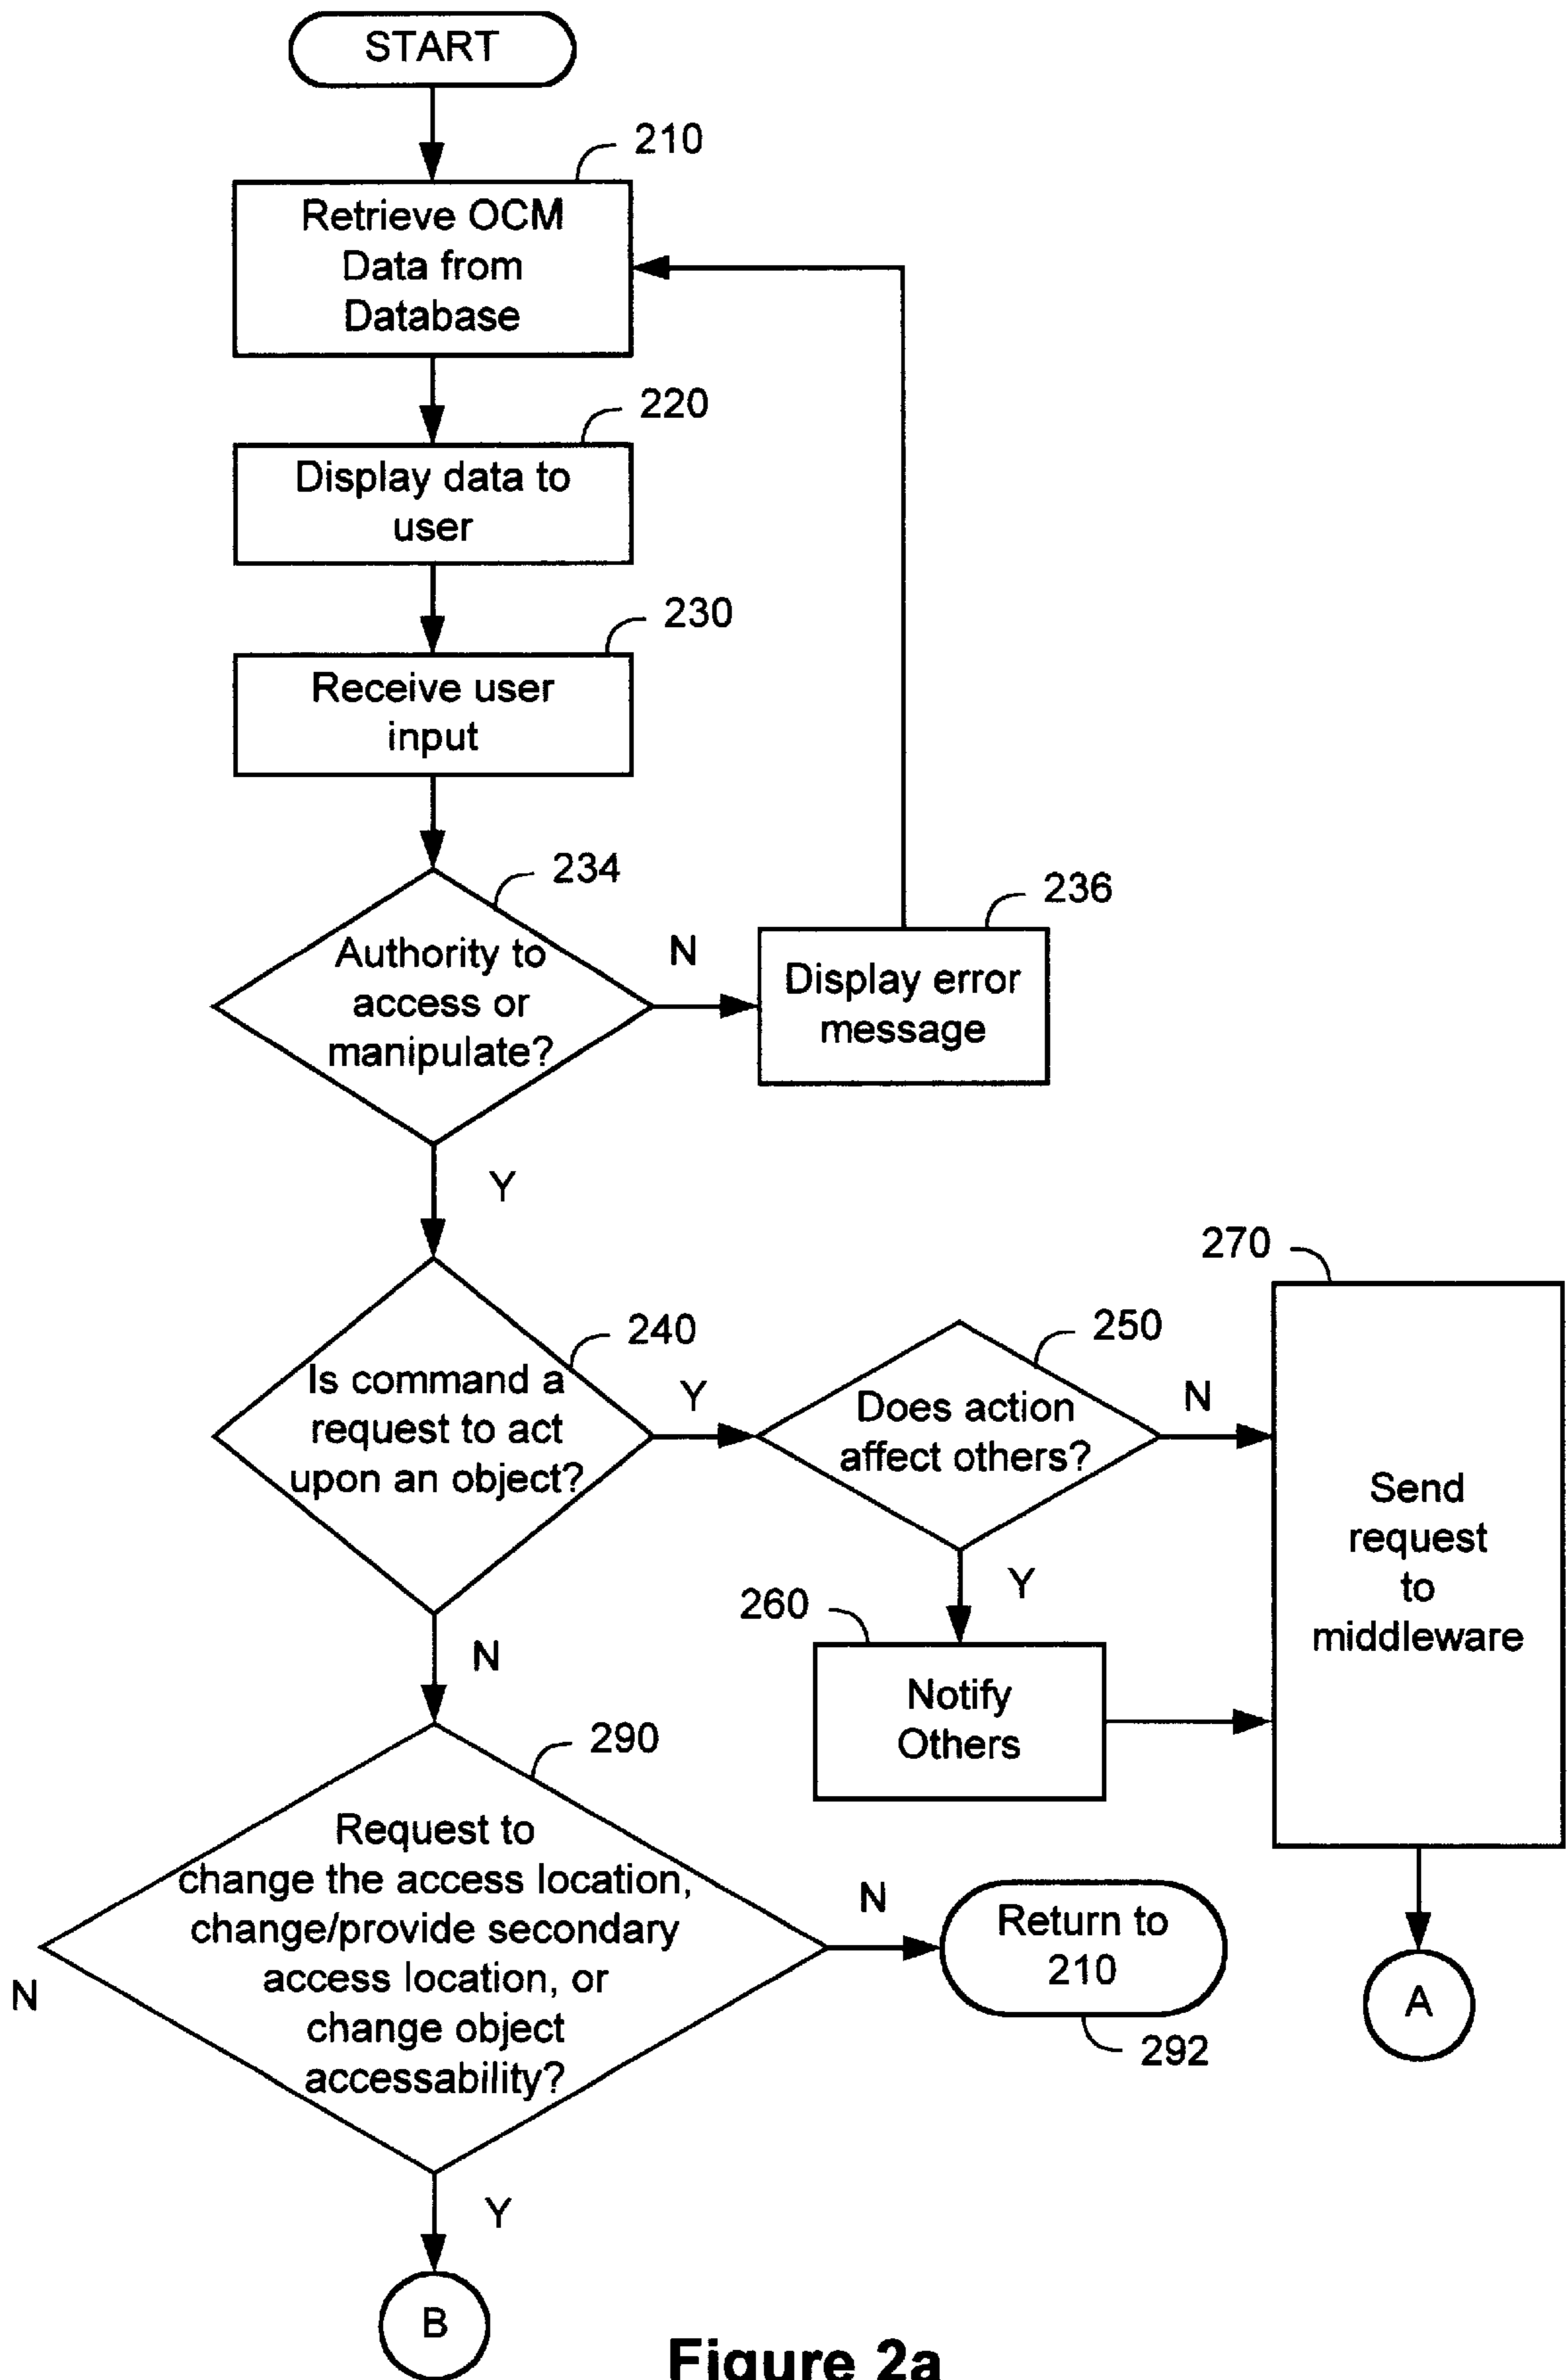 START
210
Retrieve OCM
Data from
Database
220
Display data to
user
230
Receive user
input
234
Authority to
access or
manipulate?
N
236
Display error
message
Y
240
Is command a
request to act
upon an object?
Y
250
Does action
affect others?
N
270
Send
request
to
middleware
Y
260
Notify
Others
N
290
Request to
change the access location,
change/provide secondary
access location, or
change object
accessability?
N
N
Return to
210
292
A
Y
B
Figure 2a